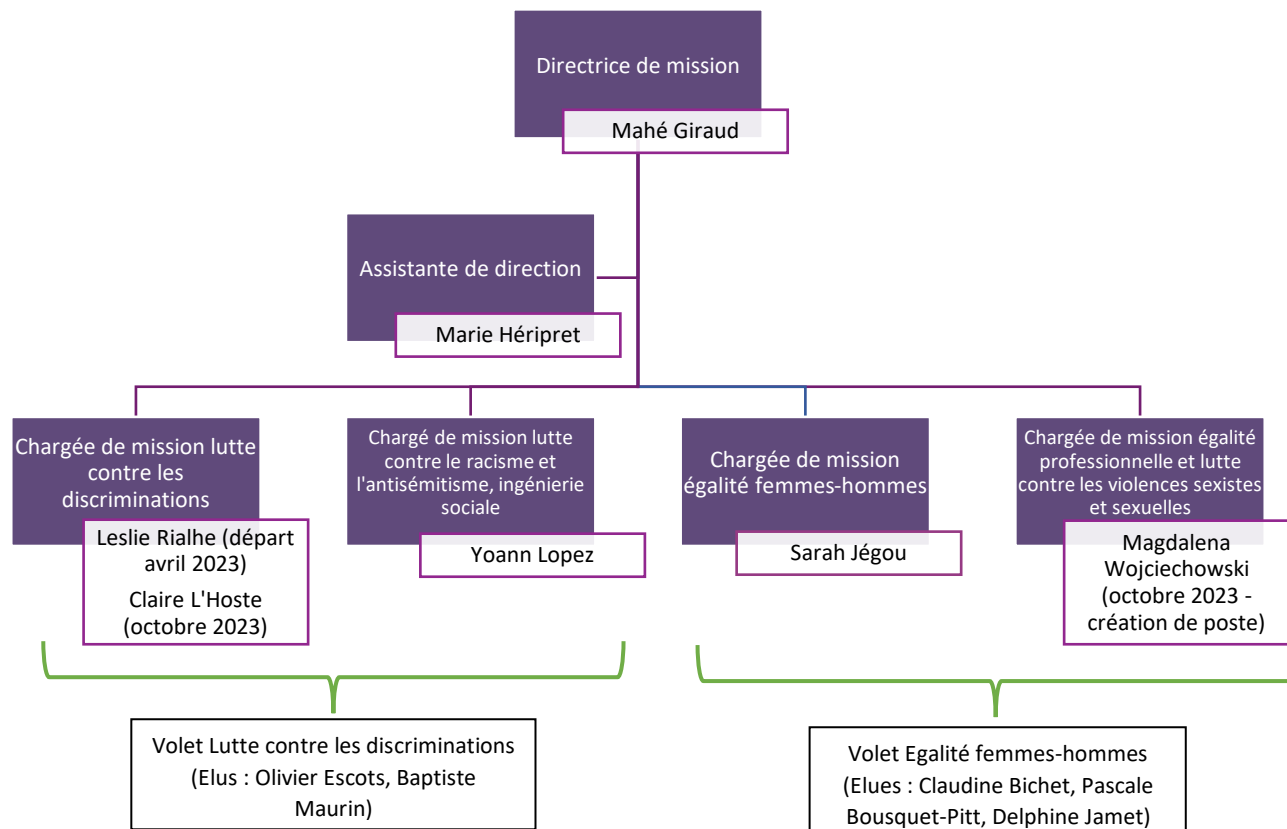 Directrice de mission
Mahé Giraud
Assistante de direction
Marie Héripret
Chargée de mission lutte
contre les
discriminations
Leslie Rialhe (départ
avril 2023)
Claire L'Hoste
(octobre 2023)
Chargé de mission lutte
contre le racisme et
l'antisémitisme, ingénierie
sociale
Yoann Lopez
Chargée de mission
égalité femmes-hommes
Sarah Jégou
Chargée de mission égalité
professionnelle et lutte
contre les violences sexistes
et sexuelles
Magdalena
Wojciechowski
(octobre 2023 -
création de poste)
Volet Lutte contre les discriminations
(Elus : Olivier Escots, Baptiste
Maurin)
Volet Egalité femmes-hommes
(Elues : Claudine Bichet, Pascale
Bousquet-Pitt, Delphine Jamet)